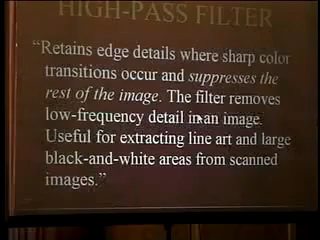 HIGH-PASS FILTER
“Retains edge details where sharp color
transitions occur and suppresses the
rest of the image. The filter removes
low-frequency detail in an image.
Useful for extracting line art and large
black-and-white areas from scanned
images.”